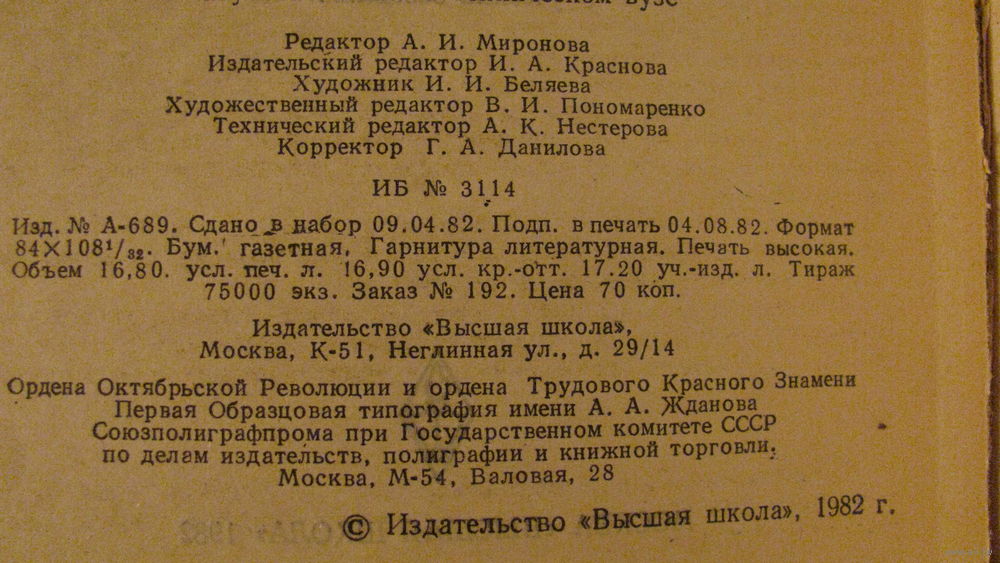 Редактор А. И. Миронова
Издательский редактор И. А. Краснова
Художник И. И. Беляева
Художественный редактор В. И. Пономаренко
Технический редактор А. К. Нестерова
Корректор Г. А. Данилова
ИБ № 3114
Изд. № А-689. Сдано в набор 09.04.82. Подп. в печать 04.08.82. Формат
84×108¹/₃₂. Бум. газетная. Гарнитура литературная. Печать высокая.
Объем 16,80. усл. печ. л. 16,90 усл. кр.-отт. 17.20 уч.-изд. л. Тираж
75000 экз. Заказ № 192. Цена 70 коп.
Издательство «Высшая школа»,
Москва, К-51, Неглинная ул., д. 29/14
Ордена Октябрьской Революции и ордена Трудового Красного Знамени
Первая Образцовая типография имени А. А. Жданова
Союзполиграфпрома при Государственном комитете СССР
по делам издательств, полиграфии и книжной торговли.
Москва, М-54, Валовая, 28
© Издательство «Высшая школа», 1982 г.